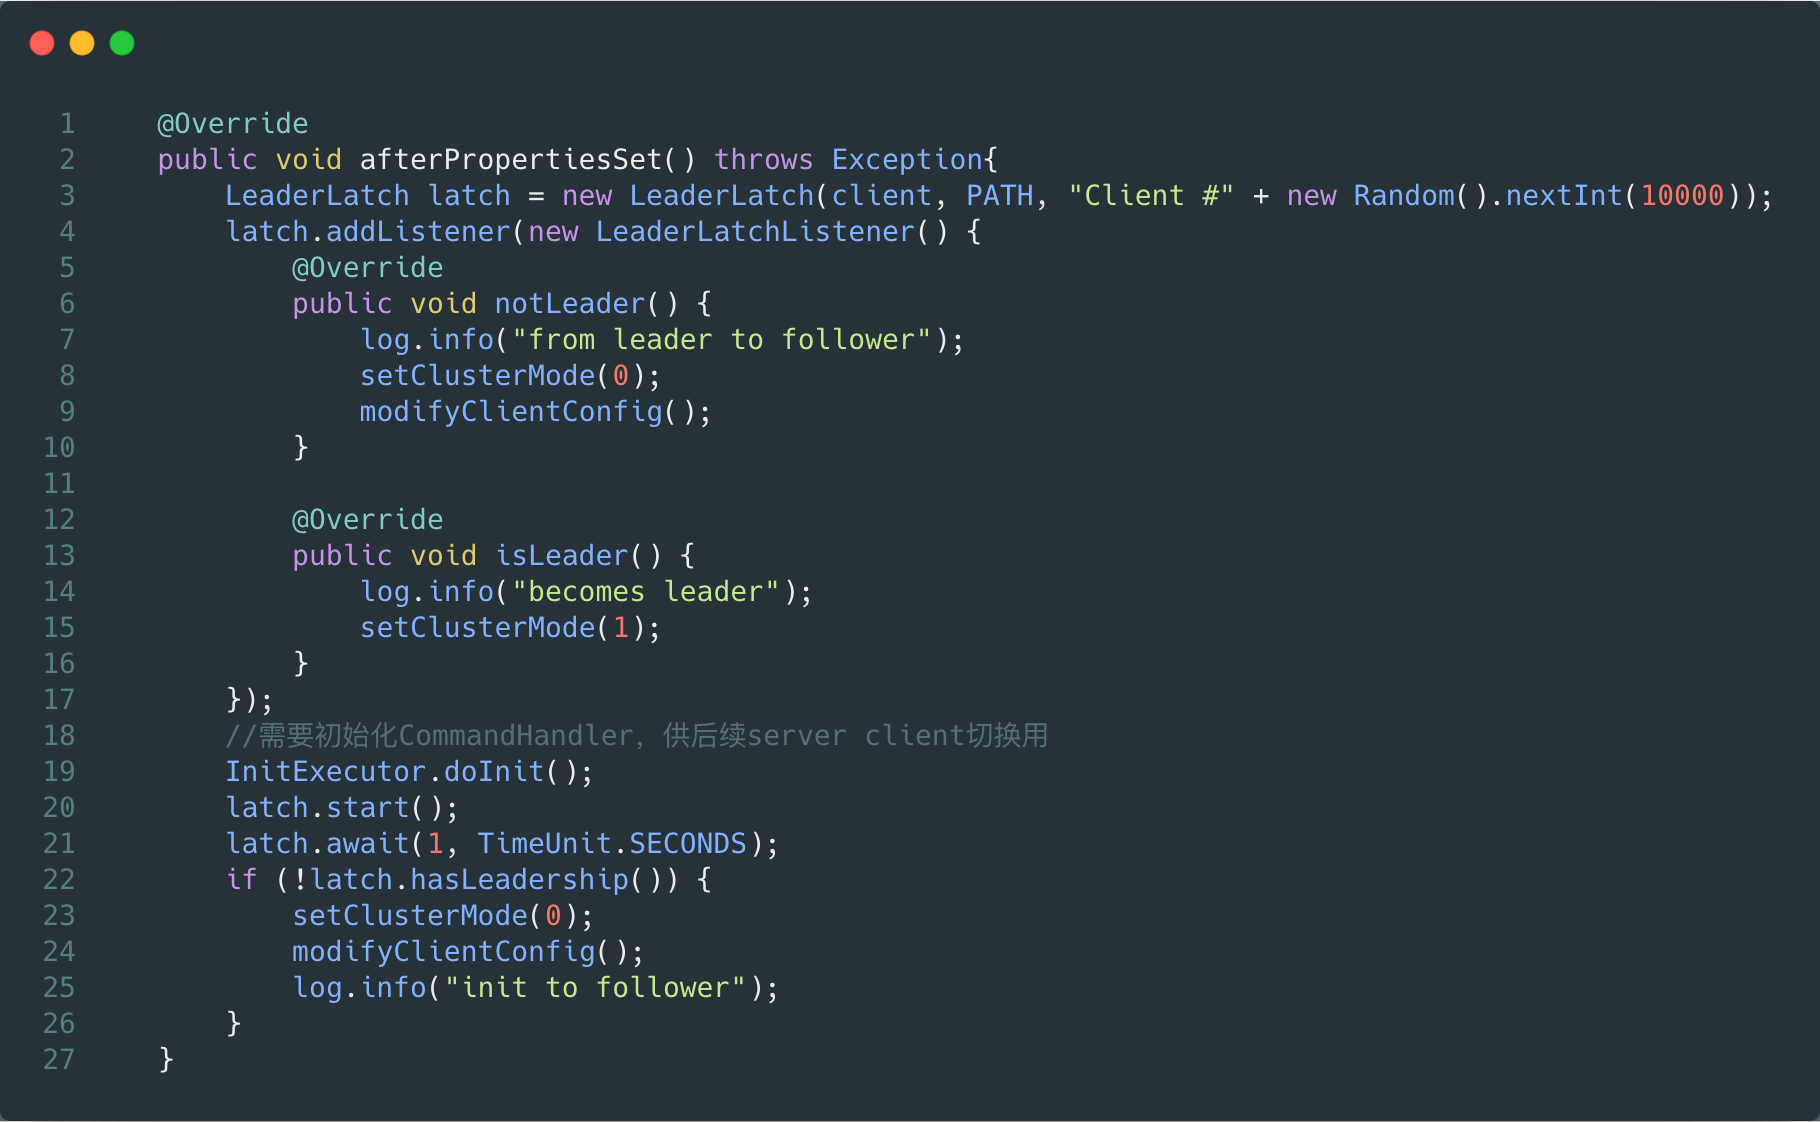 1 @Override
2 public void afterPropertiesSet() throws Exception{
3 LeaderLatch latch = new LeaderLatch(client, PATH, "Client #" + new Random().nextInt(10000));
4 latch.addListener(new LeaderLatchListener() {
5 @Override
6 public void notLeader() {
7 log.info("from leader to follower");
8 setClusterMode(0);
9 modifyClientConfig();
10 }
11
12 @Override
13 public void isLeader() {
14 log.info("becomes leader");
15 setClusterMode(1);
16 }
17 });
18 //需要初始化CommandHandler，供后续server client切换用
19 InitExecutor.doInit();
20 latch.start();
21 latch.await(1, TimeUnit.SECONDS);
22 if (!latch.hasLeadership()) {
23 setClusterMode(0);
24 modifyClientConfig();
25 log.info("init to follower");
26 }
27 }